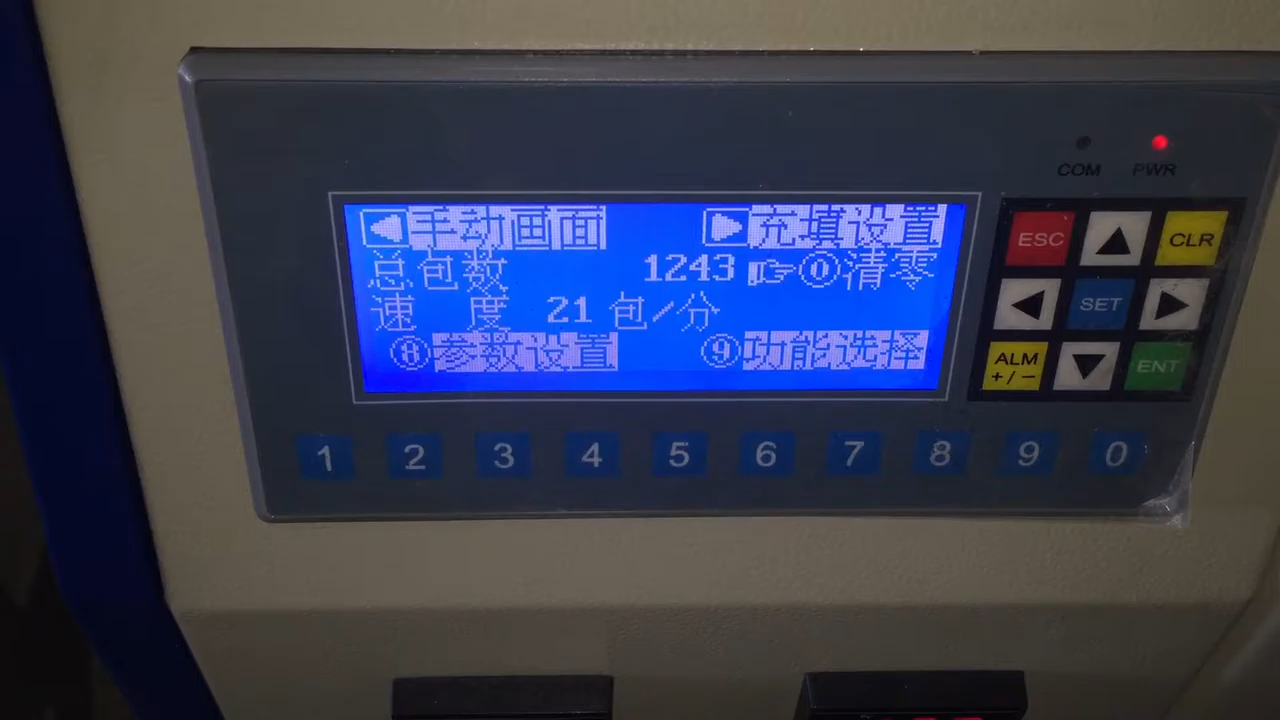 COM PWR
◀手动画面 ▶充填设置
总包数 1243 ☞⓪清零
速 度 21 包/分
⑧参数设置 ⑨功能选择
ESC ▲ CLR
◀ SET ▶
ALM +/- ▼ ENT
1 2 3 4 5 6 7 8 9 0